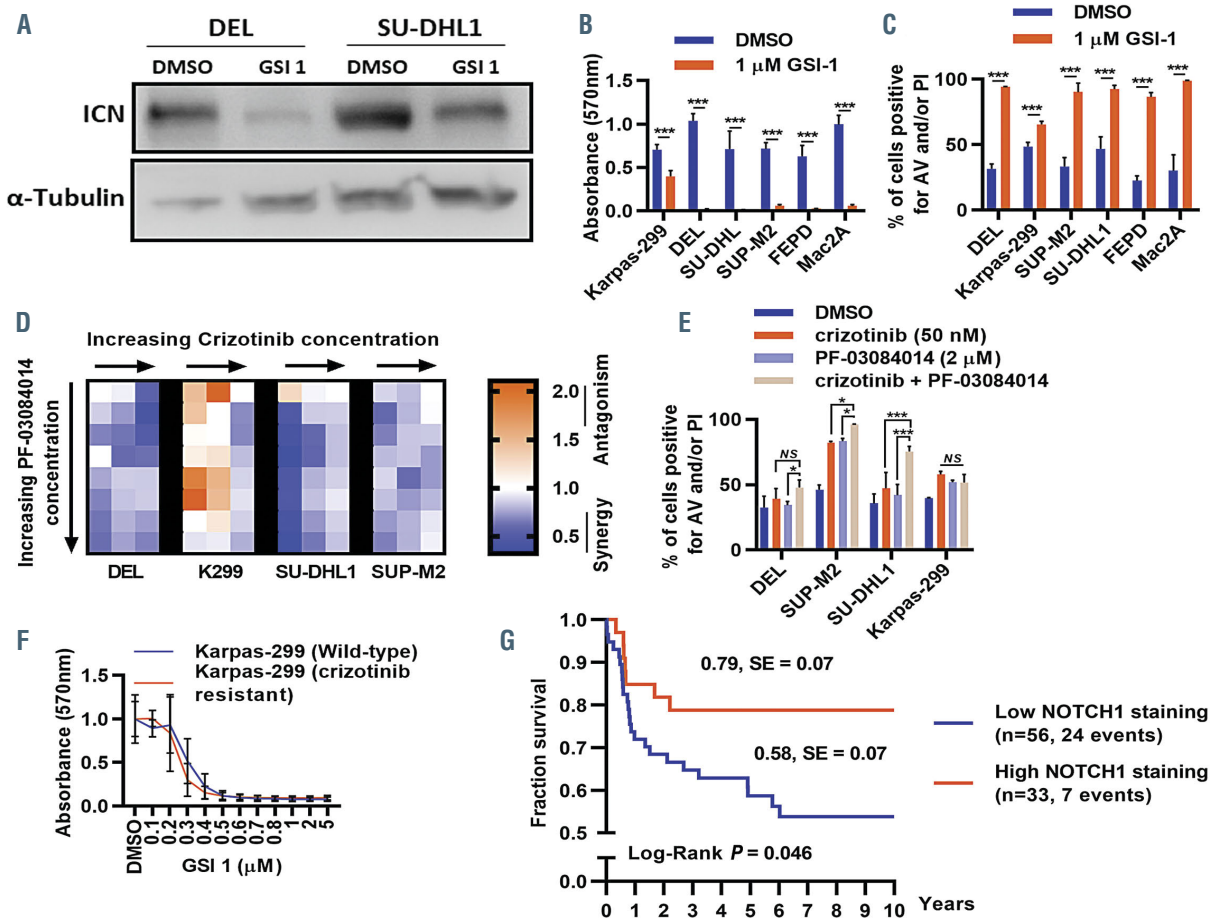 A
DEL
SU-DHL1
DMSO
GSI 1
DMSO
GSI 1
ICN
α-Tubulin
B
DMSO
1 μM GSI-1
Absorbance (570nm)
1.5
1.0
0.5
0.0
***
***
***
***
***
***
Karpas-299
DEL
SU-DHL
SUP-M2
FEPD
Mac2A
C
DMSO
1 μM GSI-1
% of cells positive
for AV and/or PI
100
50
0
***
***
***
***
***
***
DEL
Karpas-299
SUP-M2
SU-DHL1
FEPD
Mac2A
D
Increasing Crizotinib concentration
Increasing PF-03084014
concentration
DEL
K299
SU-DHL1
SUP-M2
2.0
1.5
1.0
0.5
Antagonism
Synergy
E
DMSO
crizotinib (50 nM)
PF-03084014 (2 μM)
crizotinib + PF-03084014
% of cells positive
for AV and/or PI
100
50
0
NS
*
*
*
***
***
NS
DEL
SUP-M2
SU-DHL1
Karpas-299
F
Karpas-299 (Wild-type)
Karpas-299 (crizotinib
resistant)
Absorbance (570nm)
1.5
1.0
0.5
0.0
DMSO
0.1
0.2
0.3
0.4
0.5
0.6
0.7
0.8
1
2
5
GSI 1 (μM)
G
Fraction survival
1.0
0.9
0.8
0.7
0.6
0.5
0.0
0.79, SE = 0.07
0.58, SE = 0.07
Log-Rank P = 0.046
0 1 2 3 4 5 6 7 8 9 10
Years
Low NOTCH1 staining
(n=56, 24 events)
High NOTCH1 staining
(n=33, 7 events)